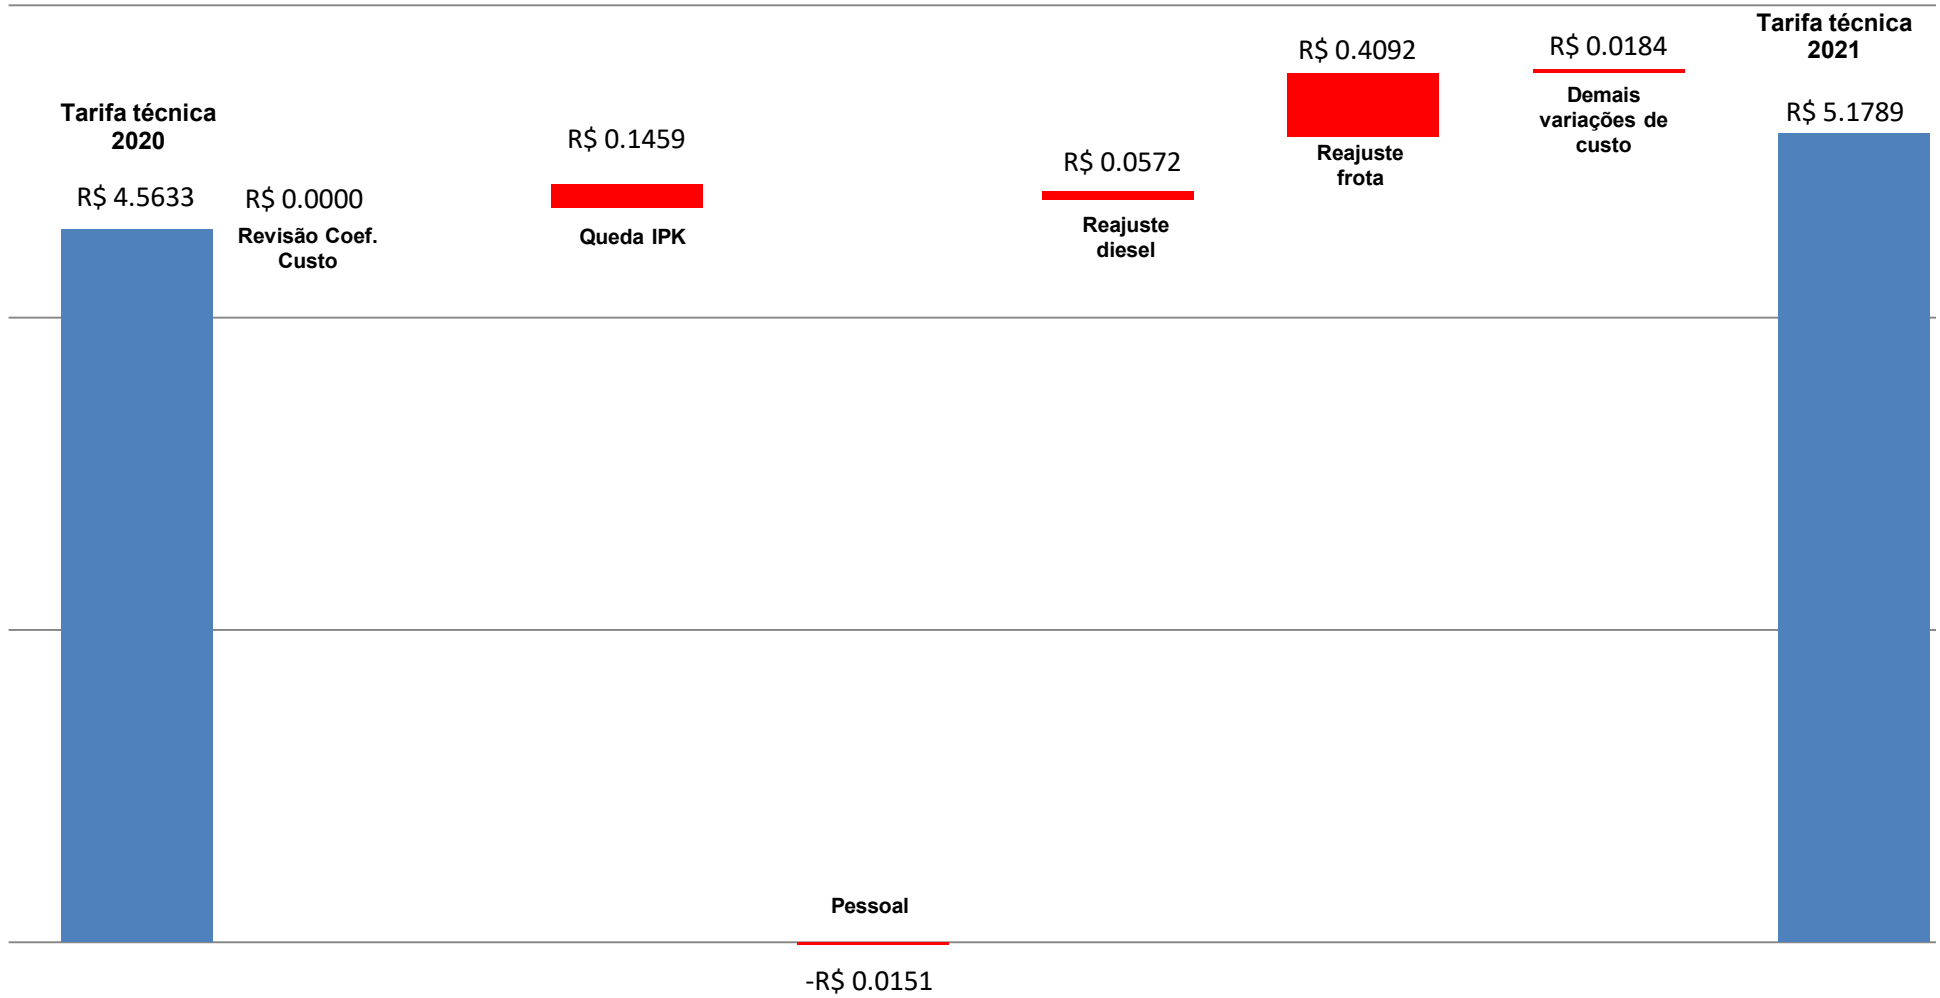 Tarifa técnica
2020
R$ 4.5633
R$ 0.0000
Revisão Coef.
Custo
R$ 0.1459
Queda IPK
Pessoal
-R$ 0.0151
R$ 0.0572
Reajuste
diesel
R$ 0.4092
Reajuste
frota
R$ 0.0184
Demais
variações de
custo
Tarifa técnica
2021
R$ 5.1789